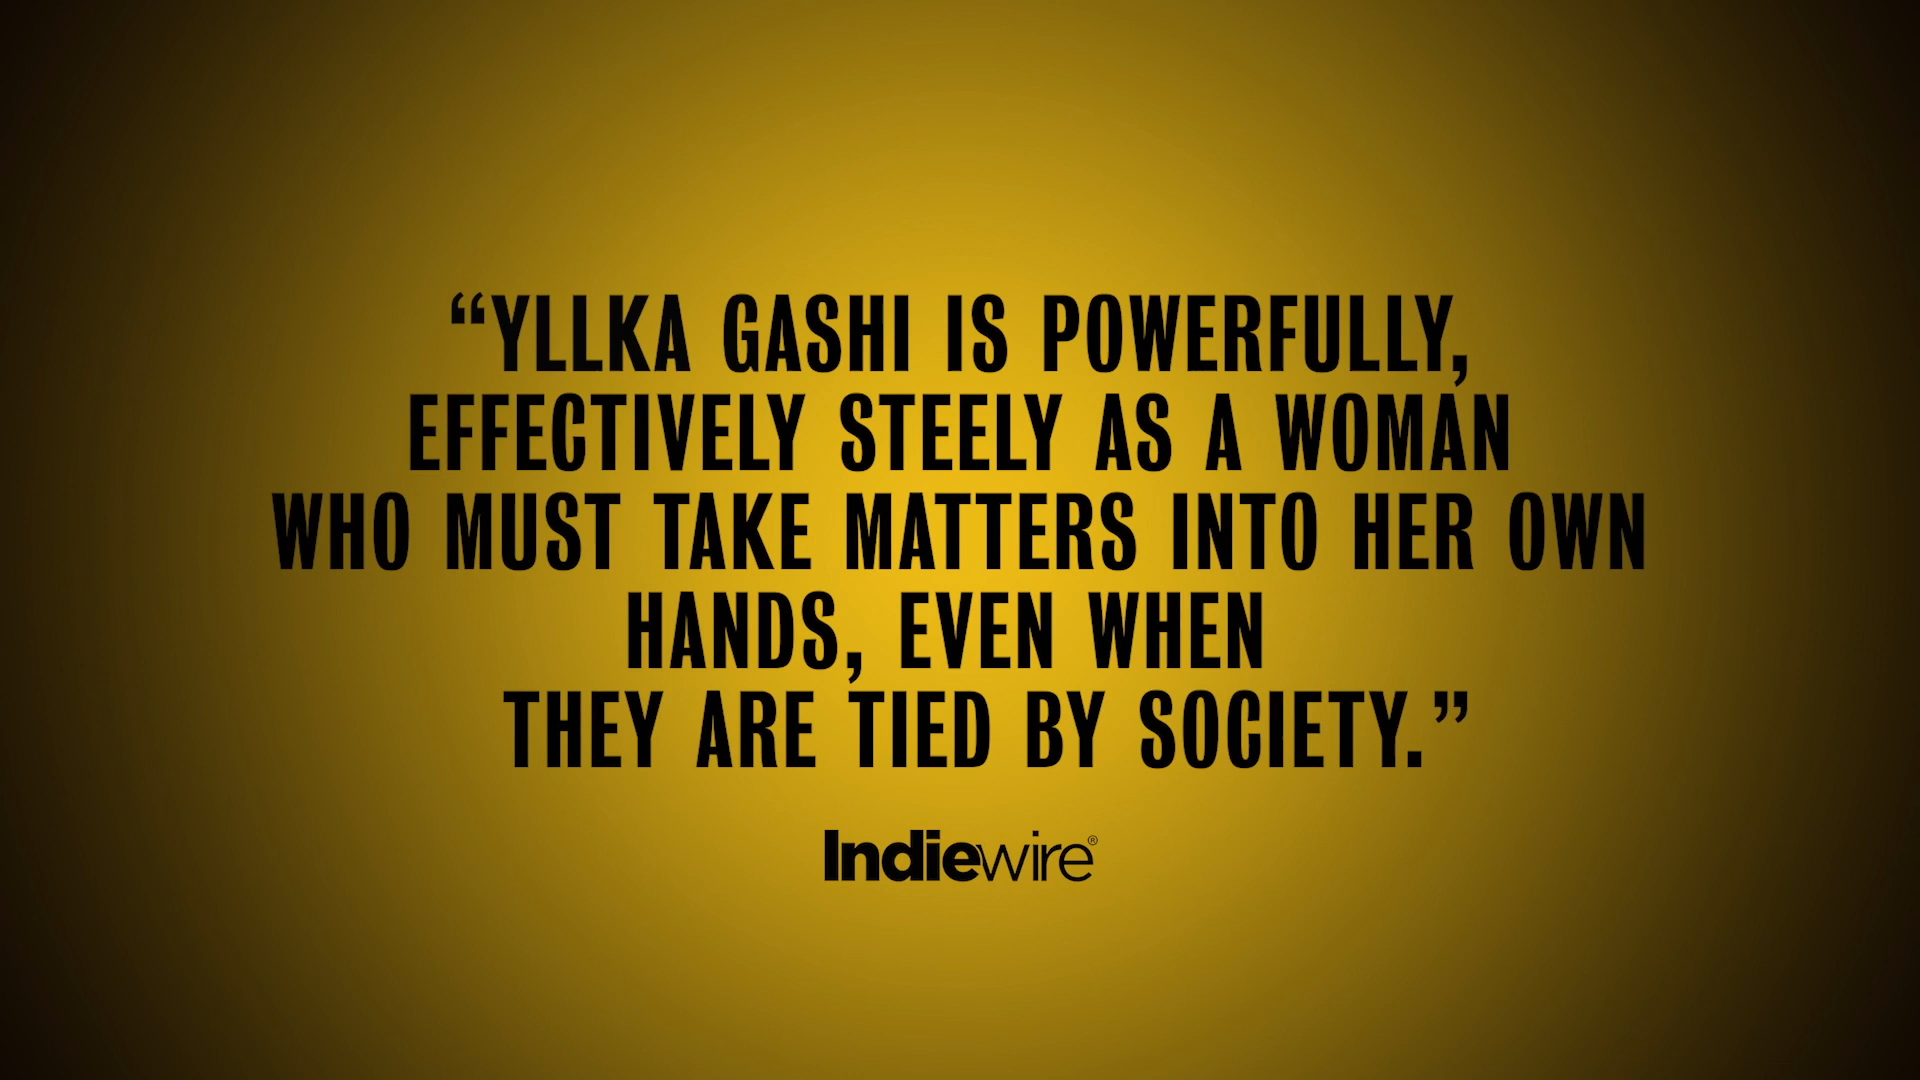 “YLLKA GASHI IS POWERFULLY,
EFFECTIVELY STEELY AS A WOMAN
WHO MUST TAKE MATTERS INTO HER OWN
HANDS, EVEN WHEN
THEY ARE TIED BY SOCIETY.”
Indiewire®